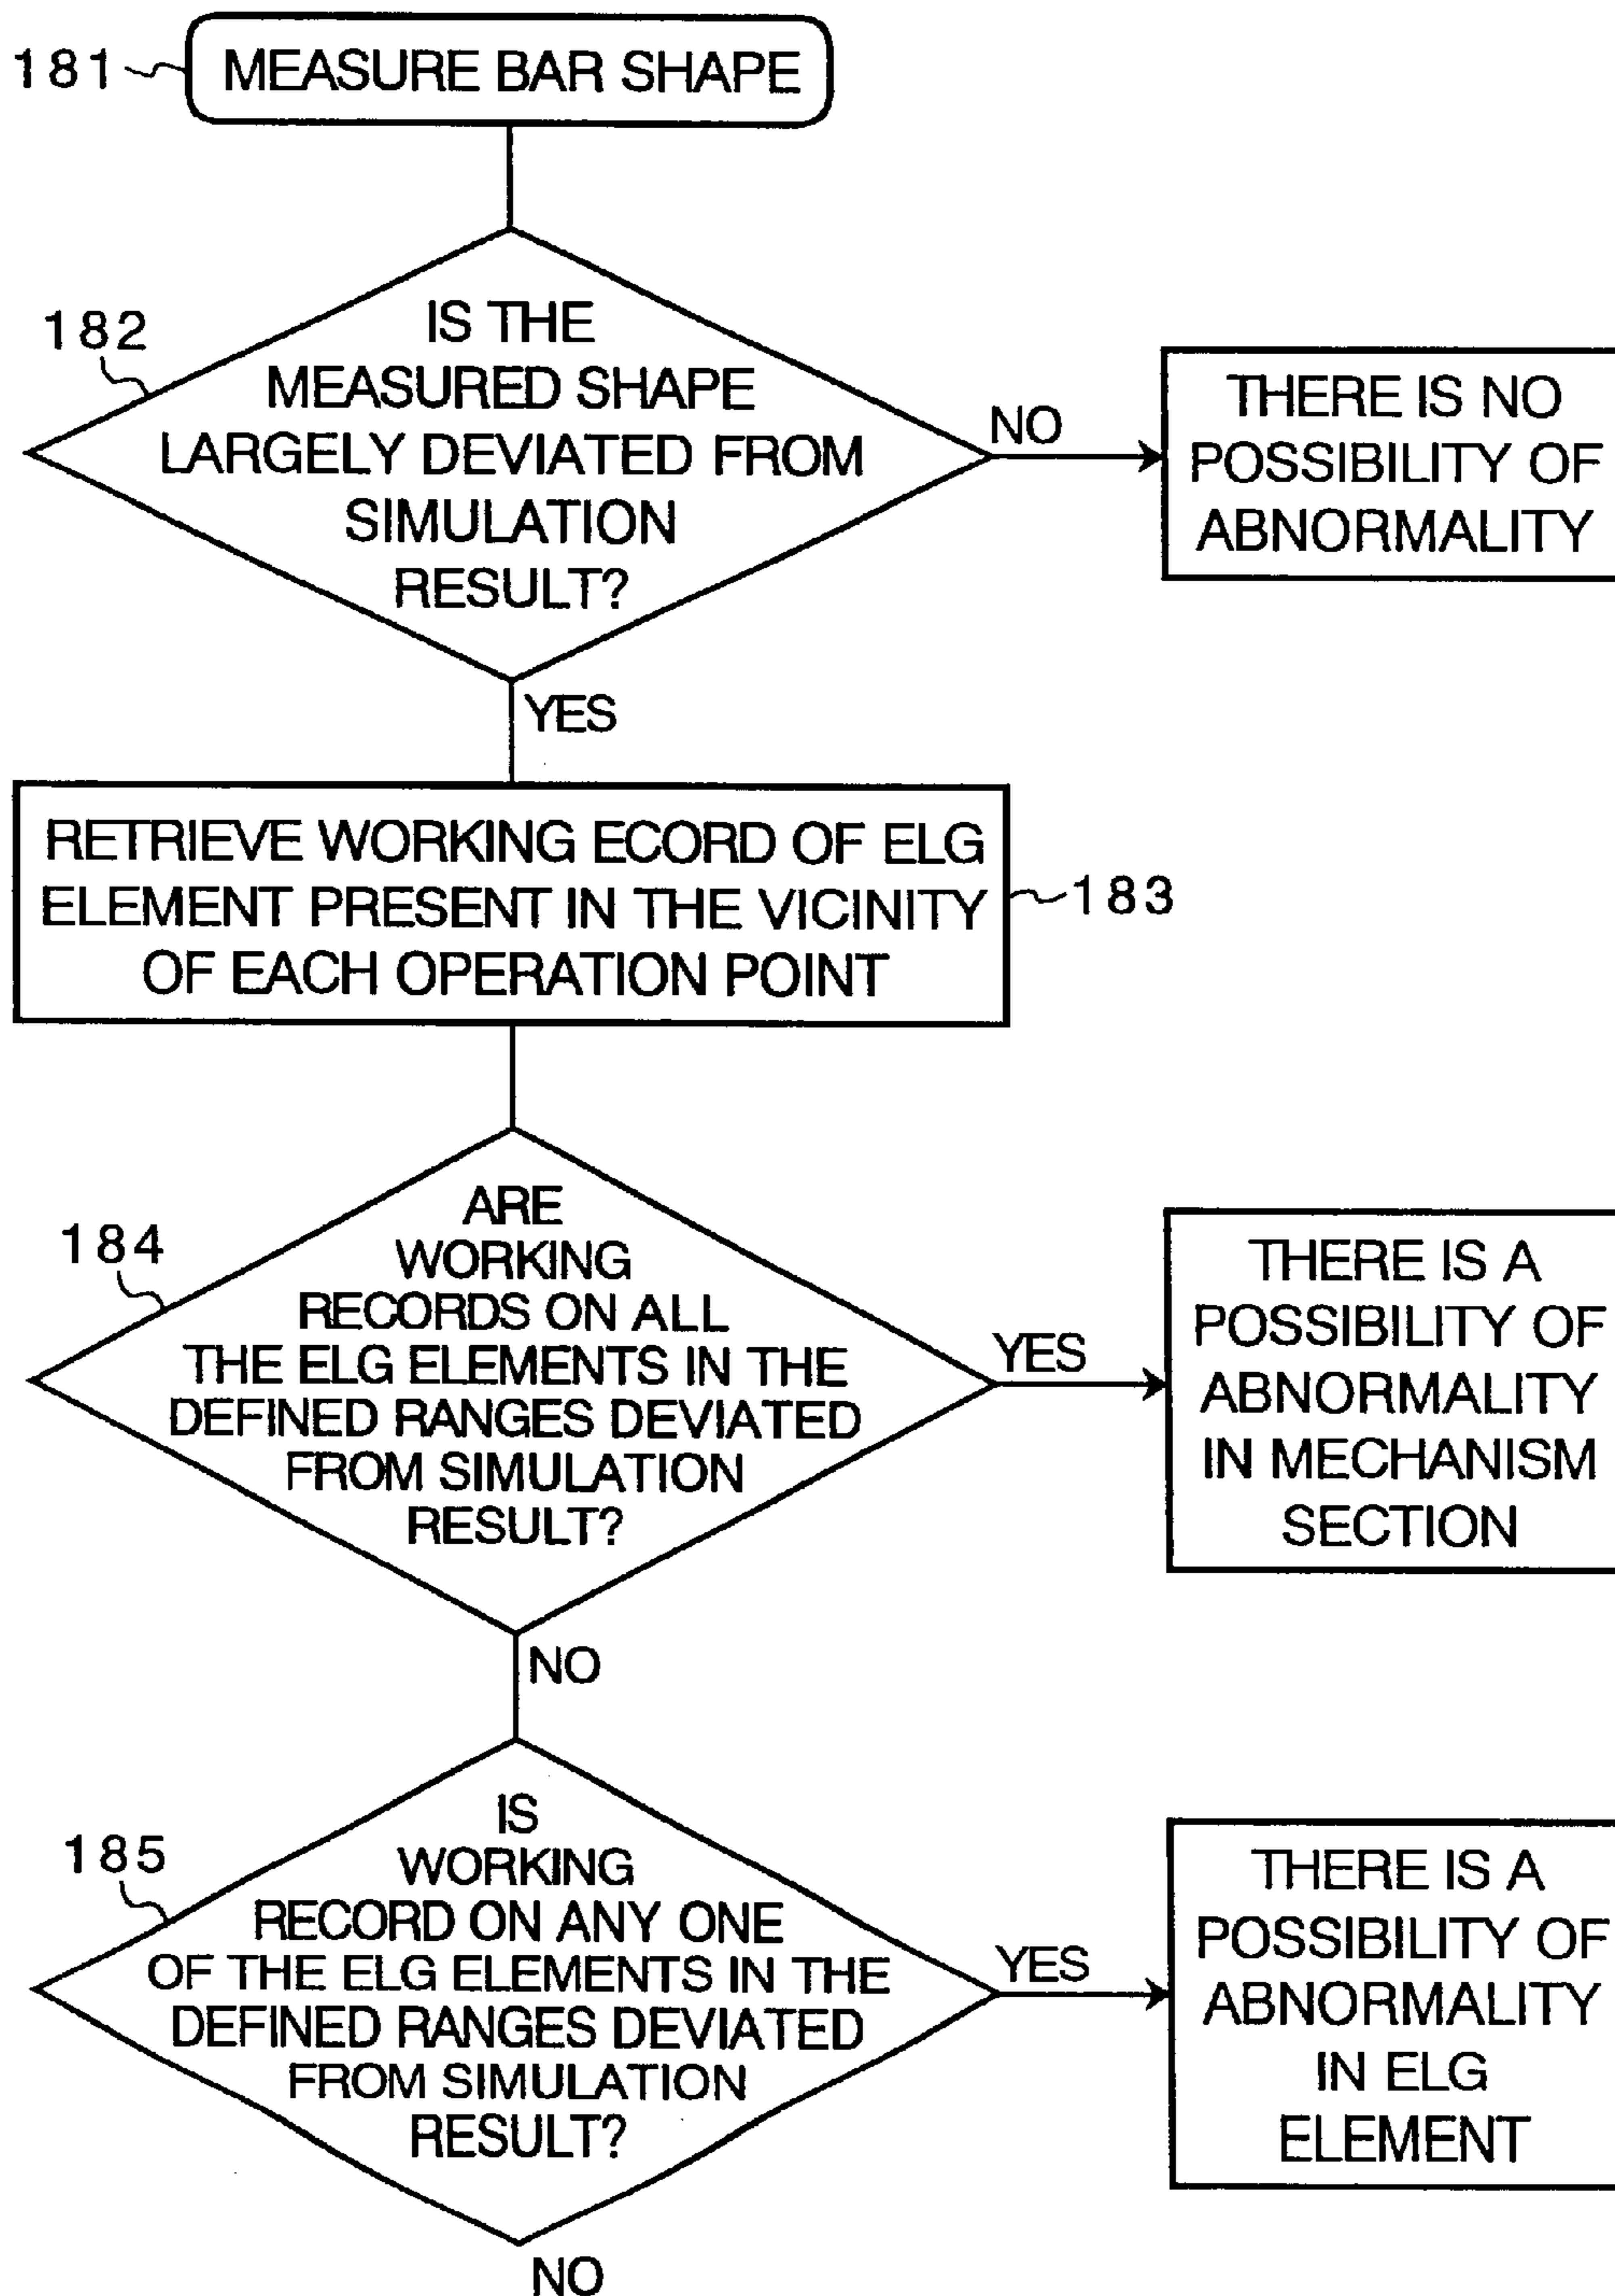 181
MEASURE BAR SHAPE
182
IS THE
MEASURED SHAPE
LARGELY DEVIATED FROM
SIMULATION
RESULT?
NO
THERE IS NO
POSSIBILITY OF
ABNORMALITY
YES
RETRIEVE WORKING ECORD OF ELG
ELEMENT PRESENT IN THE VICINITY
OF EACH OPERATION POINT
183
184
ARE
WORKING
RECORDS ON ALL
THE ELG ELEMENTS IN THE
DEFINED RANGES DEVIATED
FROM SIMULATION
RESULT?
YES
THERE IS A
POSSIBILITY OF
ABNORMALITY
IN MECHANISM
SECTION
NO
185
IS
WORKING
RECORD ON ANY ONE
OF THE ELG ELEMENTS IN THE
DEFINED RANGES DEVIATED
FROM SIMULATION
RESULT?
YES
THERE IS A
POSSIBILITY OF
ABNORMALITY
IN ELG
ELEMENT
NO